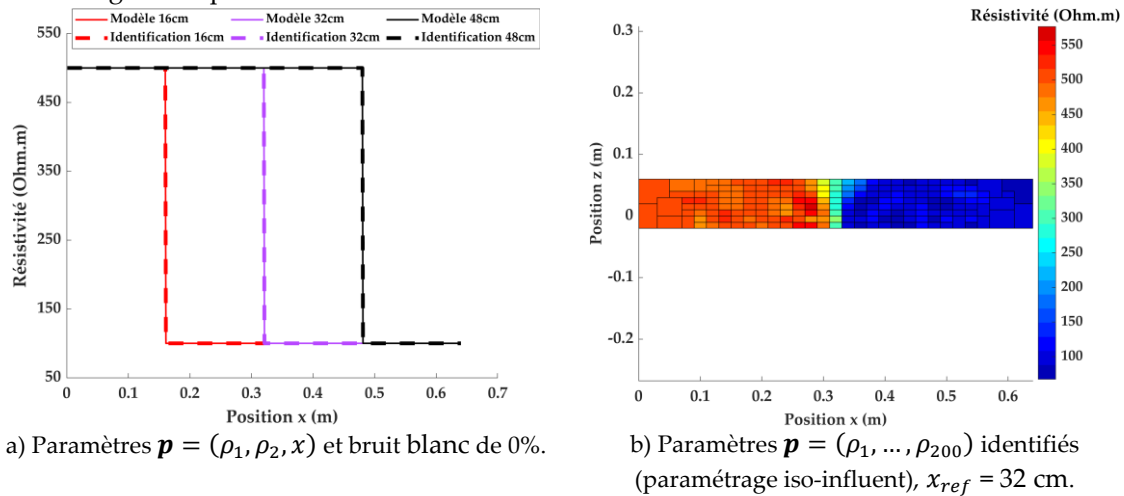 Modèle 16cm Modèle 32cm Modèle 48cm
Identification 16cm Identification 32cm Identification 48cm
550
450
350
250
150
50
Résistivité (Ohm.m)
0 0.1 0.2 0.3 0.4 0.5 0.6 0.7
Position x (m)
a) Paramètres p = (ρ1, ρ2, x) et bruit blanc de 0%.
Résistivité (Ohm.m)
0.3
0.2
0.1
0
-0.1
-0.2
Position z (m)
0 0.1 0.2 0.3 0.4 0.5 0.6
Position x (m)
550
500
450
400
350
300
250
200
150
100
b) Paramètres p = (ρ1, … , ρ200) identifiés
(paramétrage iso-influent), xref = 32 cm.